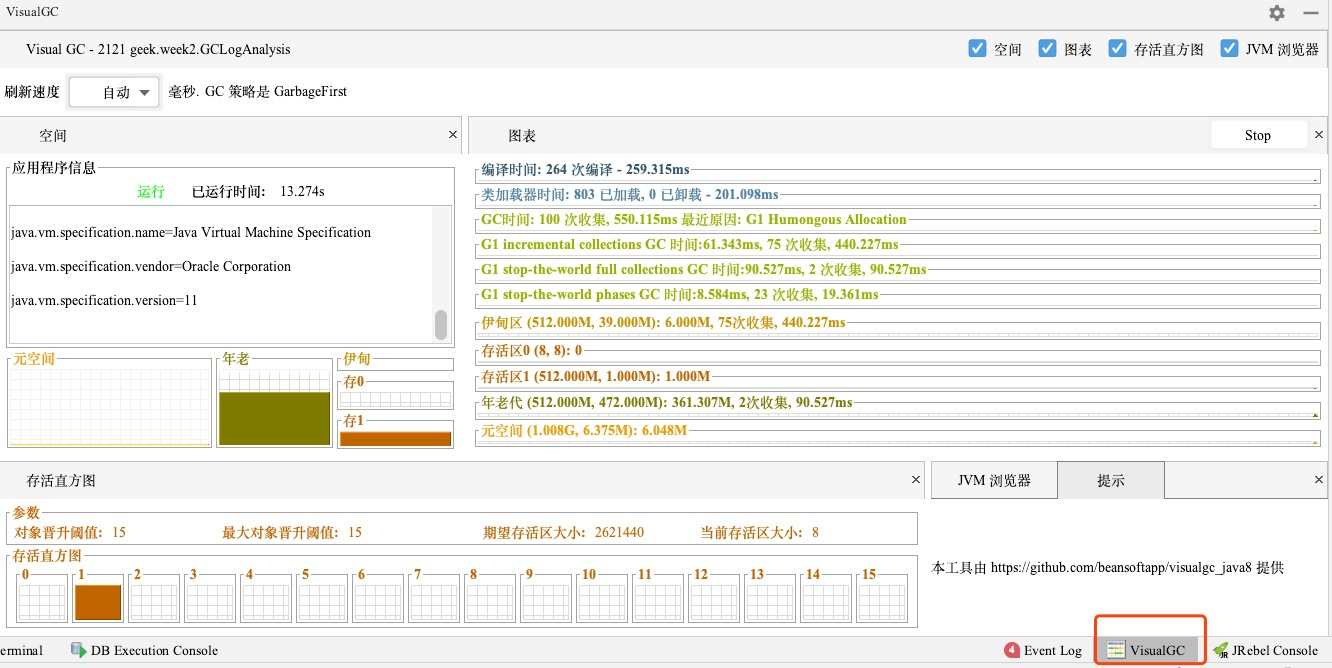 VisualGC
Visual GC - 2121 geek.week2.GCLogAnalysis
空间 图表 存活直方图 JVM 浏览器
刷新速度 自动 毫秒. GC 策略是 GarbageFirst
空间
应用程序信息
运行 已运行时间: 13.274s
java.vm.specification.name=Java Virtual Machine Specification
java.vm.specification.vendor=Oracle Corporation
java.vm.specification.version=11
元空间
年老
伊甸
存0
存1
图表 Stop
编译时间: 264 次编译 - 259.315ms
类加载器时间: 803 已加载, 0 已卸载 - 201.098ms
GC时间: 100 次收集, 550.115ms 最近原因: G1 Humongous Allocation
G1 incremental collections GC 时间:61.343ms, 75 次收集, 440.227ms
G1 stop-the-world full collections GC 时间:90.527ms, 2 次收集, 90.527ms
G1 stop-the-world phases GC 时间:8.584ms, 23 次收集, 19.361ms
伊甸区 (512.000M, 39.000M): 6.000M, 75次收集, 440.227ms
存活区0 (8, 8): 0
存活区1 (512.000M, 1.000M): 1.000M
年老代 (512.000M, 472.000M): 361.307M, 2次收集, 90.527ms
元空间 (1.008G, 6.375M): 6.048M
存活直方图
参数
对象晋升阈值: 15 最大对象晋升阈值: 15 期望存活区大小: 2621440 当前存活区大小: 8
存活直方图
0 1 2 3 4 5 6 7 8 9 10 11 12 13 14 15
JVM 浏览器 提示
本工具由 https://github.com/beansoftapp/visualgc_java8 提供
erminal DB Execution Console 4 Event Log VisualGC JR JRebel Console